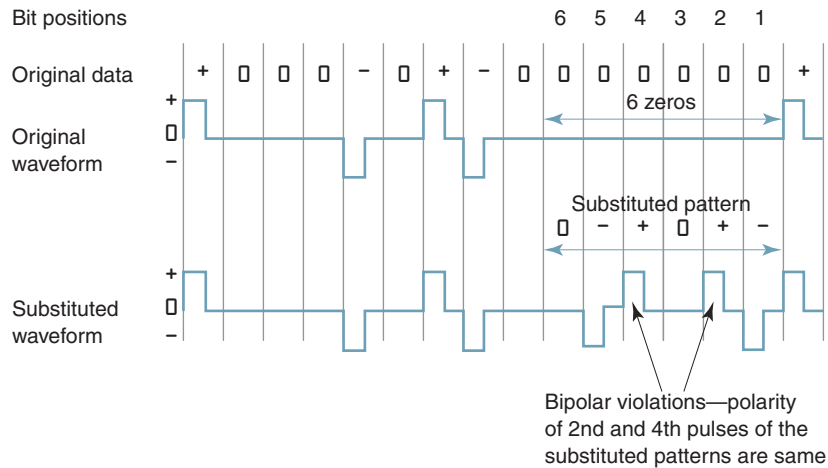 Bit positions 6 5 4 3 2 1
Original data + 0 0 0 – 0 + – 0 0 0 0 0 0 0 +
+
6 zeros
0
Original
waveform
–
Substituted pattern
0 – + 0 + –
+
0
Substituted
waveform
–
Bipolar violations—polarity
of 2nd and 4th pulses of the
substituted patterns are same